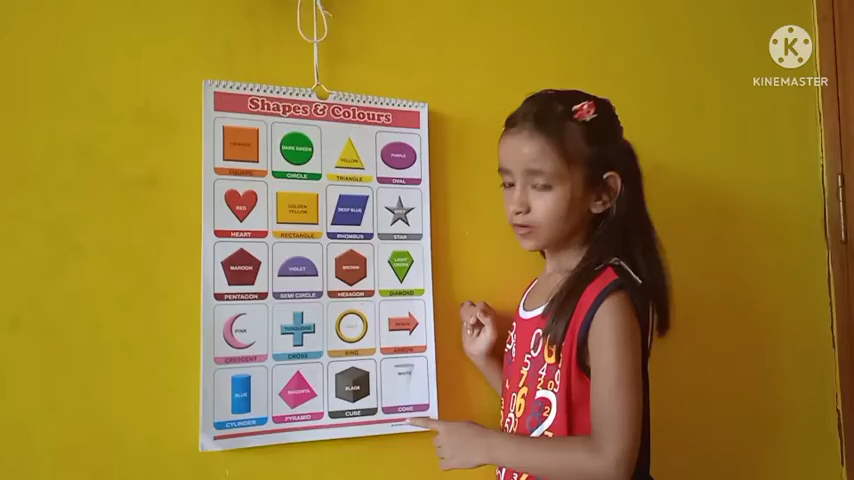 KINEMASTER
Shapes & Colours
ORANGE DARK GREEN YELLOW PURPLE
SQUARE CIRCLE TRIANGLE OVAL
RED GOLDEN YELLOW DEEP BLUE
HEART RECTANGLE RHOMBUS STAR
MAROON VIOLET BROWN LIGHT GREEN
PENTAGON SEMI CIRCLE HEXAGON DIAMOND
PINK TURQUOISE PEACH
CRESCENT CROSS RING ARROW
BLUE MAGENTA BLACK WHITE
CYLINDER PYRAMID CUBE CONE